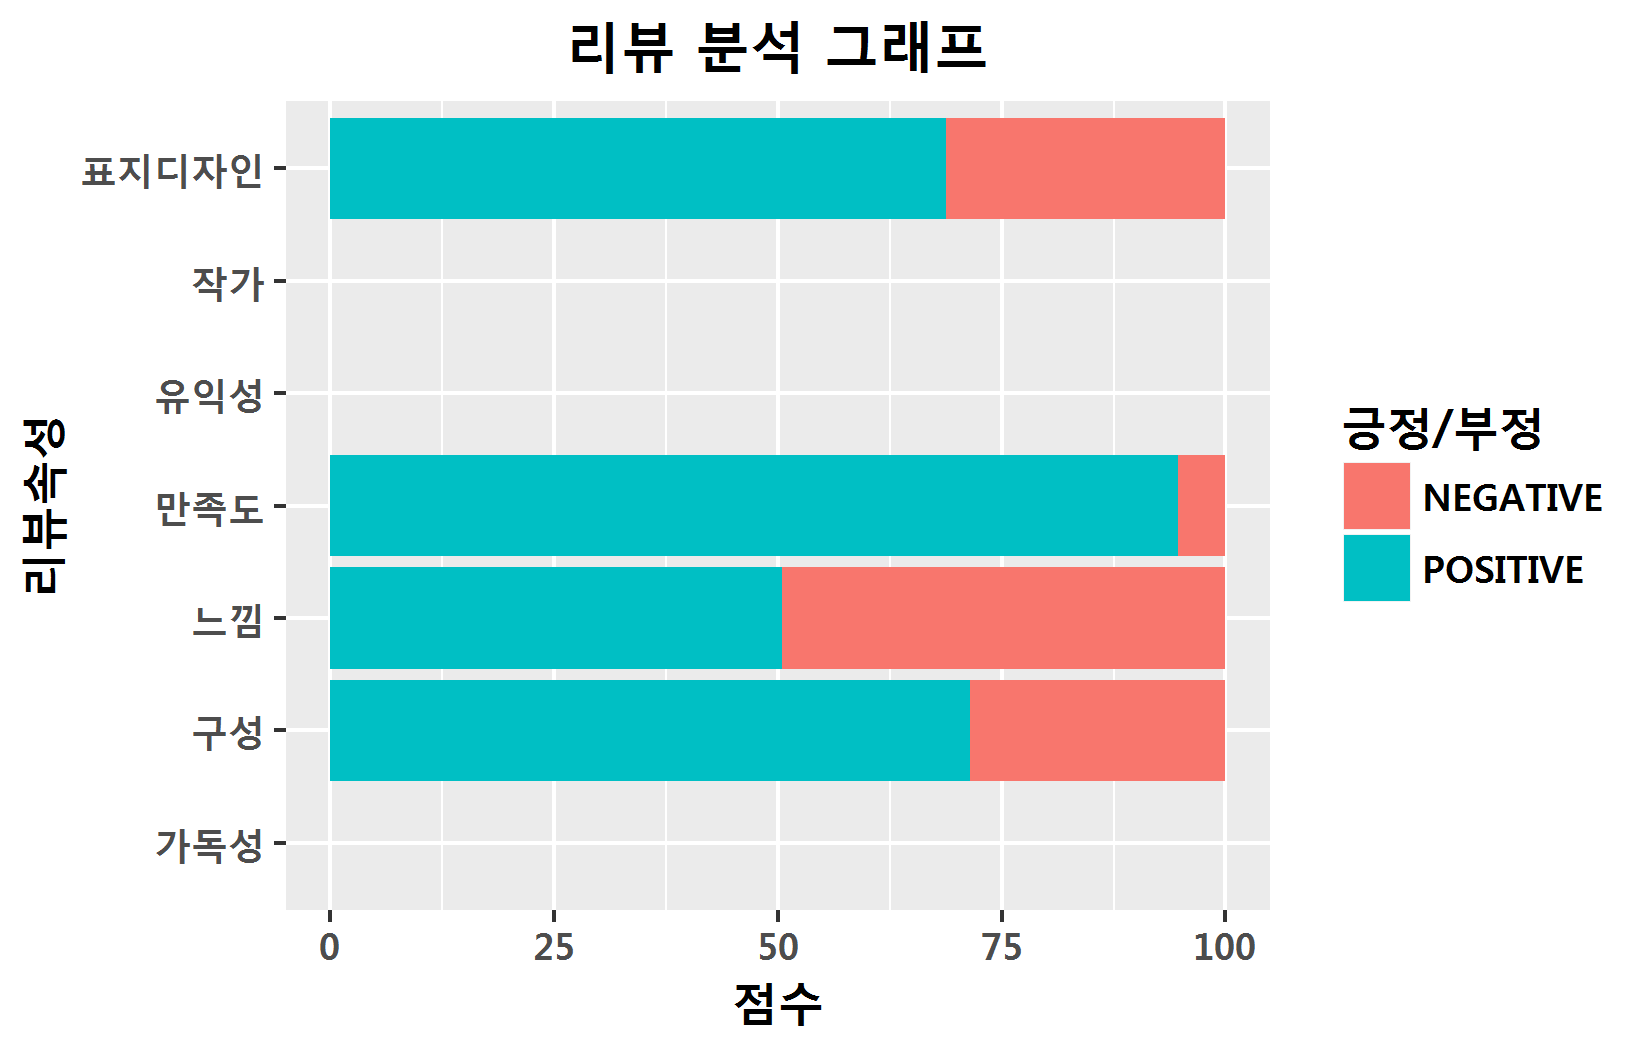 리뷰 분석 그래프
표지디자인
작가
유익성
만족도
느낌
구성
가독성
리뷰속성
0 25 50 75 100
점수
긍정/부정
NEGATIVE
POSITIVE